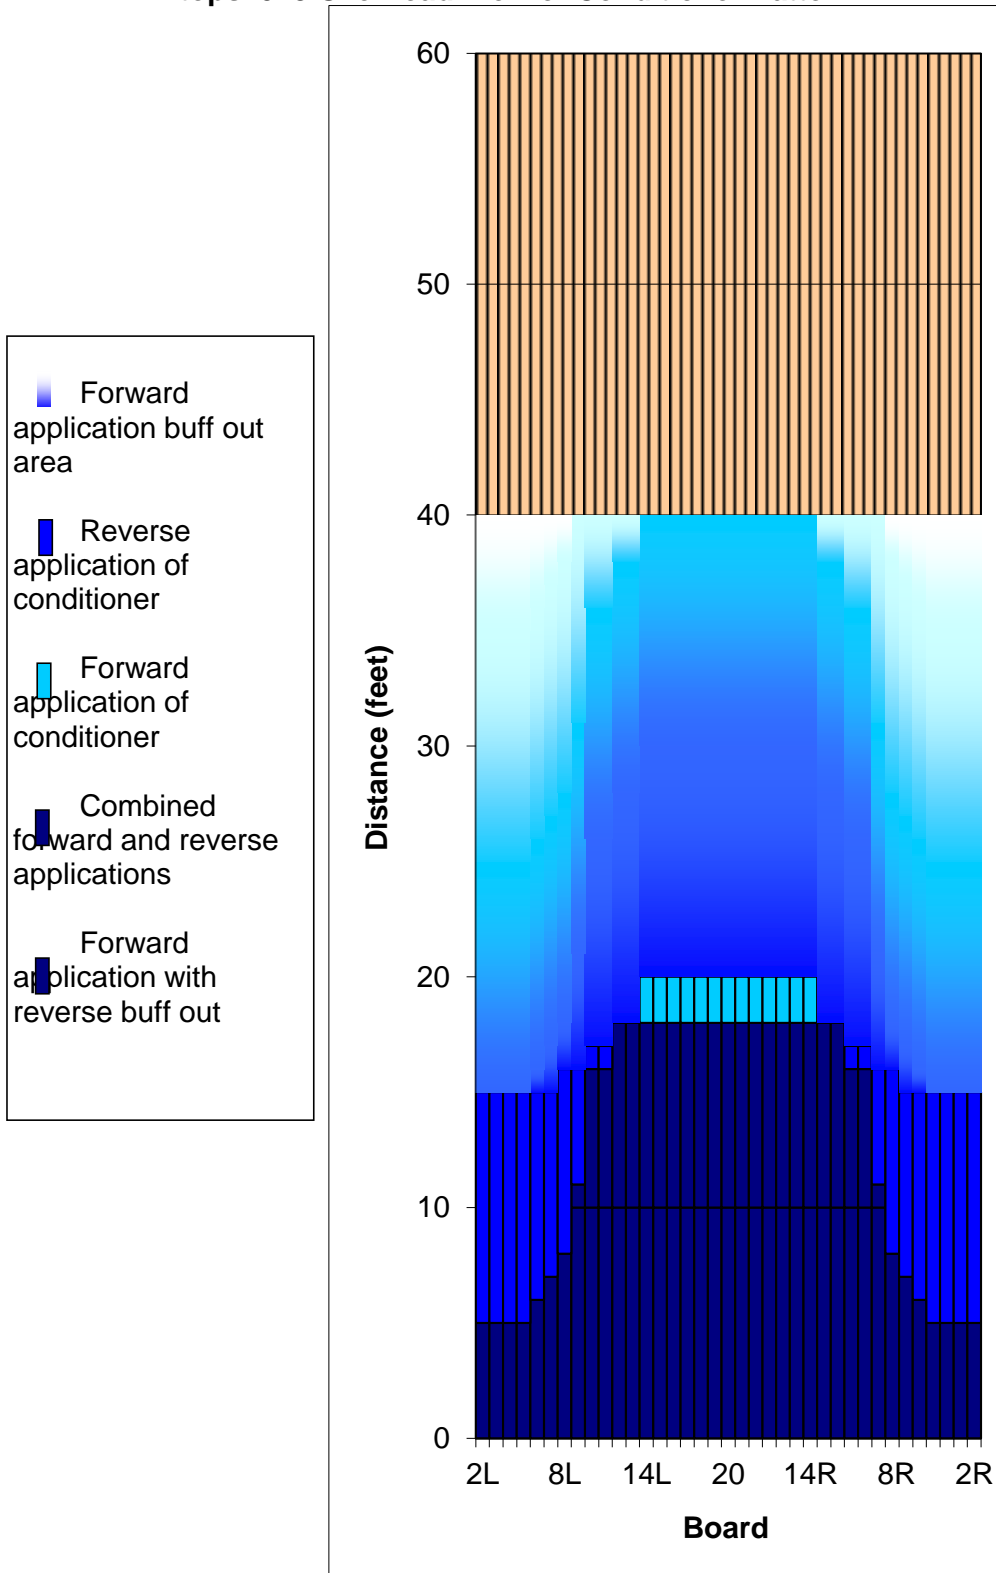 Forward
application buff out
area
Reverse
application of
conditioner
Forward
application of
conditioner
Combined
forward and reverse
applications
Forward
application with
reverse buff out
60
50
40
30
20
10
0
Distance (feet)
2L 8L 14L 20 14R 8R 2R
Board